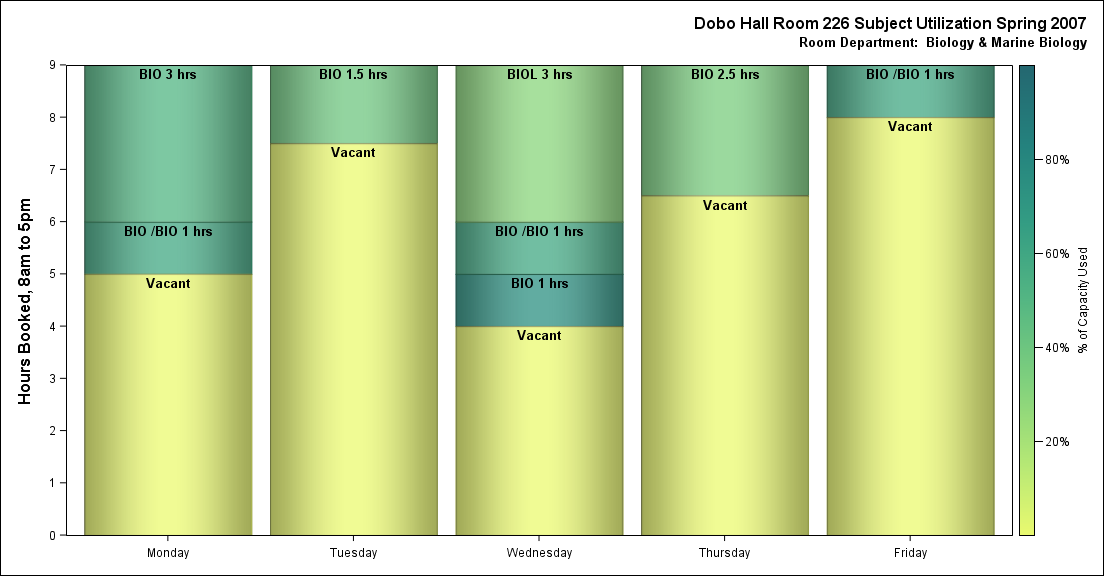 Dobo Hall Room 226 Subject Utilization Spring 2007
Room Department:  Biology & Marine Biology
Hours Booked, 8am to 5pm
9
8
7
6
5
4
3
2
1
0
BIO 3 hrs
BIO /BIO 1 hrs
Vacant
BIO 1.5 hrs
Vacant
BIOL 3 hrs
BIO /BIO 1 hrs
BIO 1 hrs
Vacant
BIO 2.5 hrs
Vacant
BIO /BIO 1 hrs
Vacant
Monday
Tuesday
Wednesday
Thursday
Friday
80%
60%
40%
20%
% of Capacity Used